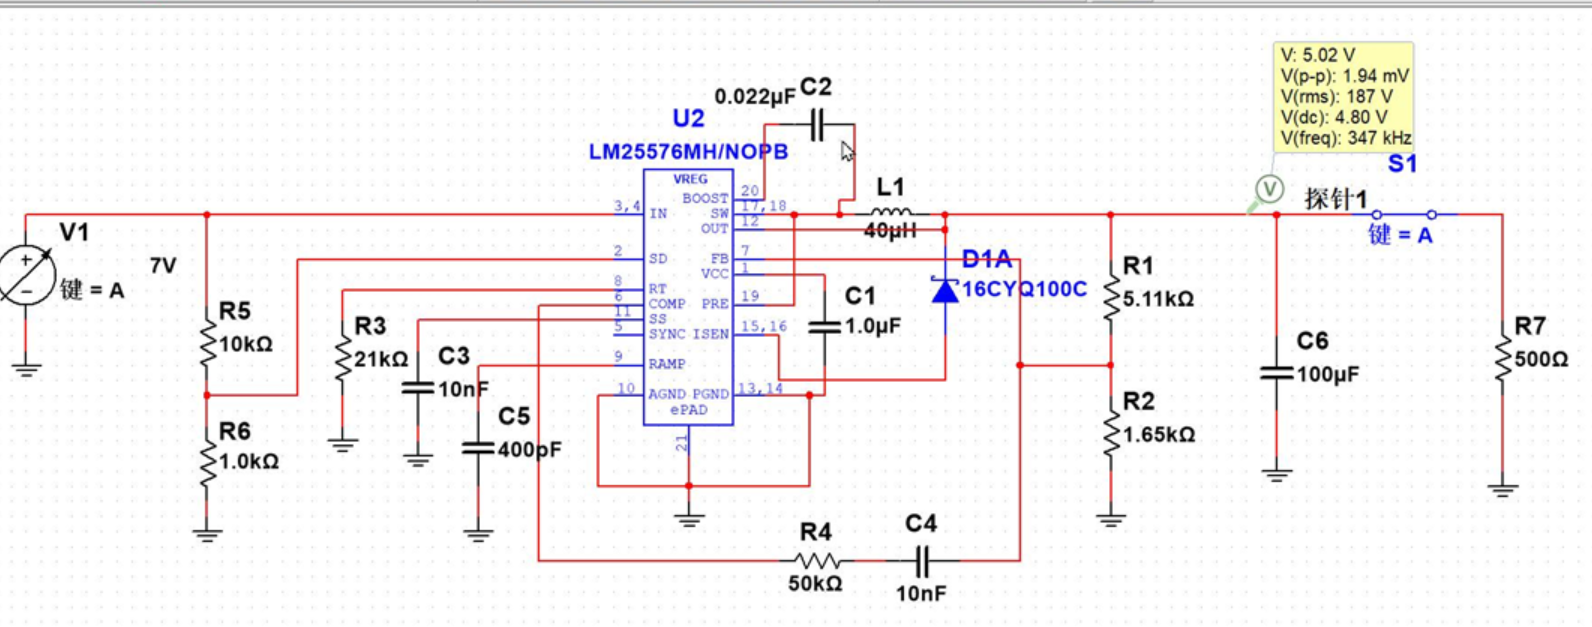 V: 5.02 V
V(p-p): 1.94 mV
V(rms): 187 V
V(dc): 4.80 V
V(freq): 347 kHz
C2
0.022µF
U2
LM25576MH/NOPB
S1
探针1
键 = A
V1
7V
键 = A
L1
40µH
VREG
BOOST
20
3,4
IN
SW
17,18
OUT
12
2
SD
FB
7
VCC
1
8
RT
6
COMP
PRE
19
11
SS
5
SYNC
ISEN
15,16
9
RAMP
10
AGND
PGND
13,14
ePAD
21
D1A
16CYQ100C
C1
1.0µF
R1
5.11kΩ
R5
10kΩ
R3
21kΩ
C3
10nF
C5
400pF
R6
1.0kΩ
R2
1.65kΩ
C6
100µF
R7
500Ω
R4
50kΩ
C4
10nF